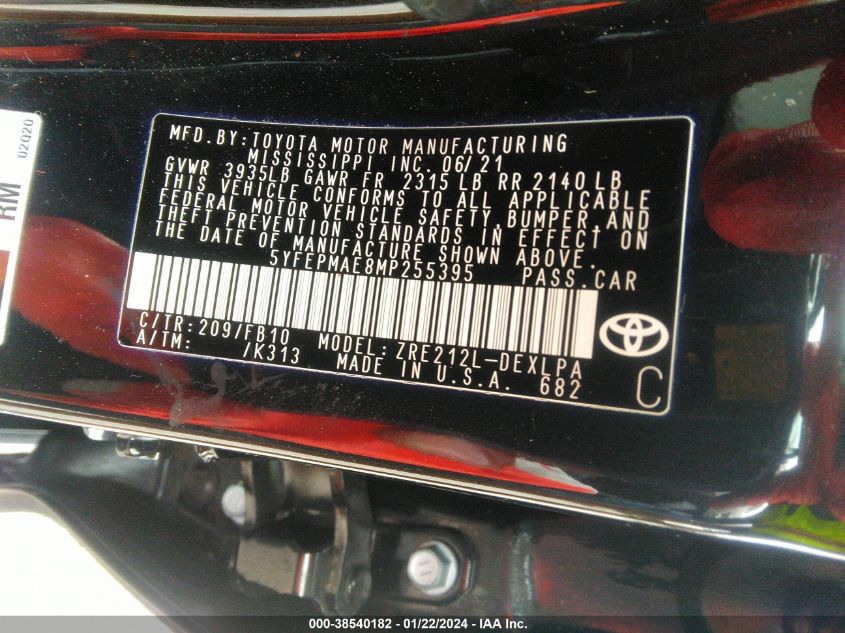 02Q20
RM
MFD.BY:TOYOTA MOTOR MANUFACTURING
MISSISSIPPI INC. 06/21
GVWR 3935LB GAWR FR 2315 LB RR 2140 LB
THIS VEHICLE CONFORMS TO ALL APPLICABLE
FEDERAL MOTOR VEHICLE SAFETY, BUMPER, AND
THEFT PREVENTION STANDARDS IN EFFECT ON
THE DATE OF MANUFACTURE SHOWN ABOVE.
5YFEPMAE8MP255395 PASS.CAR
C/TR:209/FB10 MODEL:ZRE212L-DEXLPA
A/TM: /K313 MADE IN U.S.A. 682
C
000-38540182 - 01/22/2024 - IAA Inc.